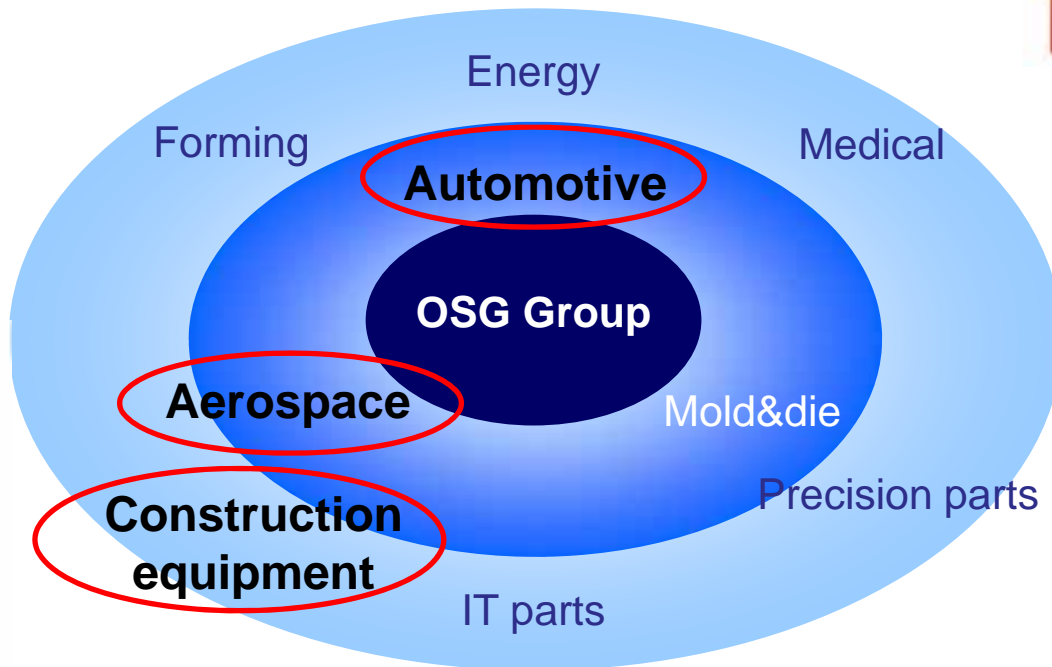 Energy
Forming
Medical
Automotive
OSG Group
Aerospace
Mold&die
Precision parts
Construction
equipment
IT parts